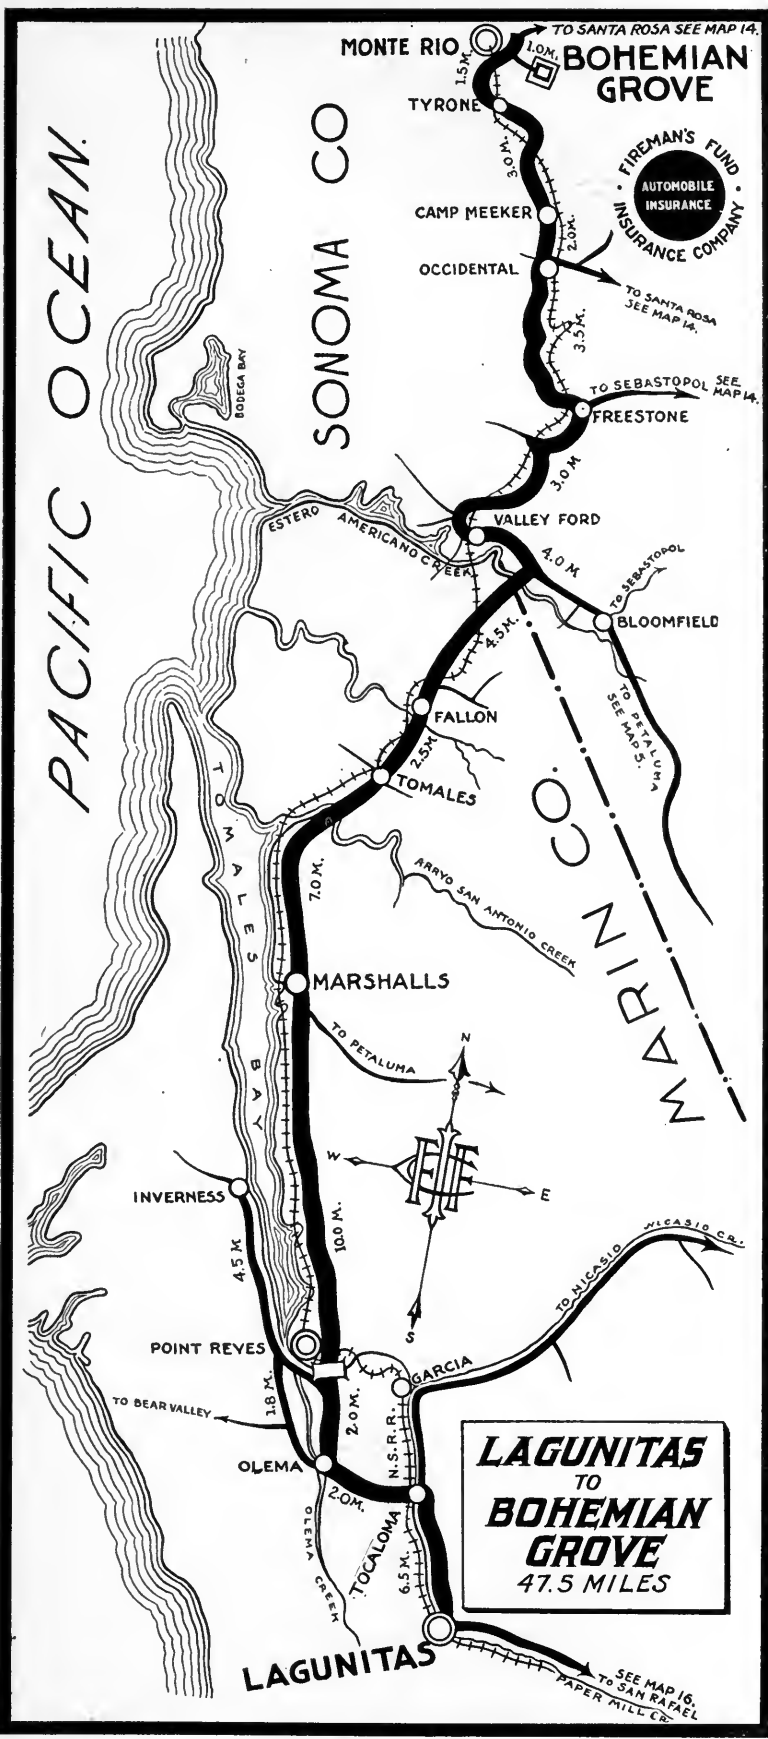 TO SANTA ROSA SEE MAP 14.
MONTE RIO
1.0 M.
BOHEMIAN
GROVE
1.5 M.
TYRONE
3.0 M.
FIREMAN'S FUND
AUTOMOBILE
INSURANCE
INSURANCE COMPANY
CAMP MEEKER
2.0 M.
OCCIDENTAL
TO SANTA ROSA
SEE MAP 14.
3.5 M.
PACIFIC OCEAN.
SONOMA CO
BODEGA BAY
TO SEBASTOPOL SEE
MAP 14.
FREESTONE
3.0 M
ESTERO AMERICANO CREEK
VALLEY FORD
4.0 M
TO SEBASTOPOL
BLOOMFIELD
4.5 M.
TO PETALUMA
SEE MAP 5.
FALLON
2.5 M
TOMALES
TOMALES BAY
MARIN CO.
7.0 M.
ARRYO SAN ANTONIO CREEK
MARSHALLS
TO PETALUMA
N
W
E
S
INVERNESS
10.0 M.
4.5 M
NICASIO CR.
TO NICASIO
POINT REYES
GARCIA
1.8 M.
TO BEAR VALLEY
2.0 M.
N.S.R.R.
OLEMA
2.0 M.
OLEMA CREEK
TOCALOMA
6.5 M.
LAGUNITAS
TO
BOHEMIAN
GROVE
47.5 MILES
LAGUNITAS
SEE MAP 16.
TO SAN RAFAEL
PAPER MILL CR.